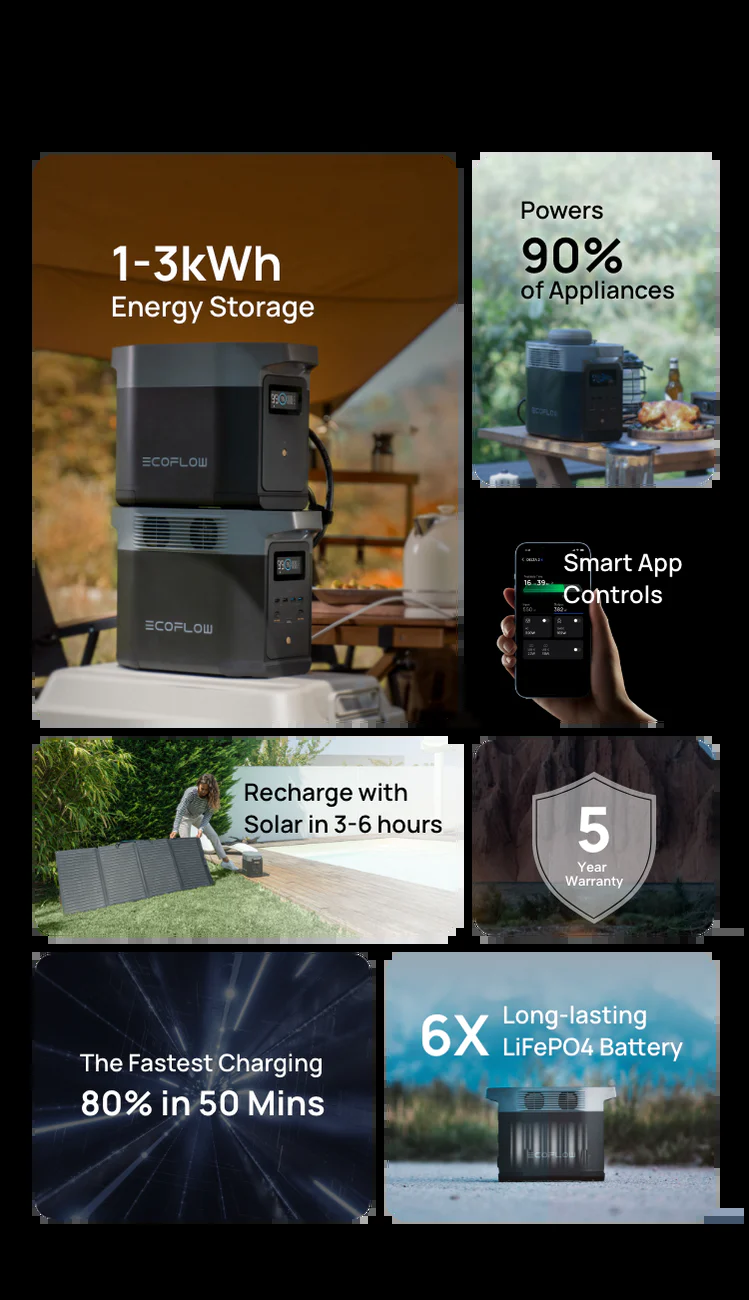 1-3kWh
Energy Storage
ECOFLOW
ECOFLOW
Powers
90%
of Appliances
ECOFLOW
Smart App
Controls
Recharge with
Solar in 3-6 hours
5
Year
Warranty
The Fastest Charging
80% in 50 Mins
6X
Long-lasting
LiFePO4 Battery
ECOFLOW